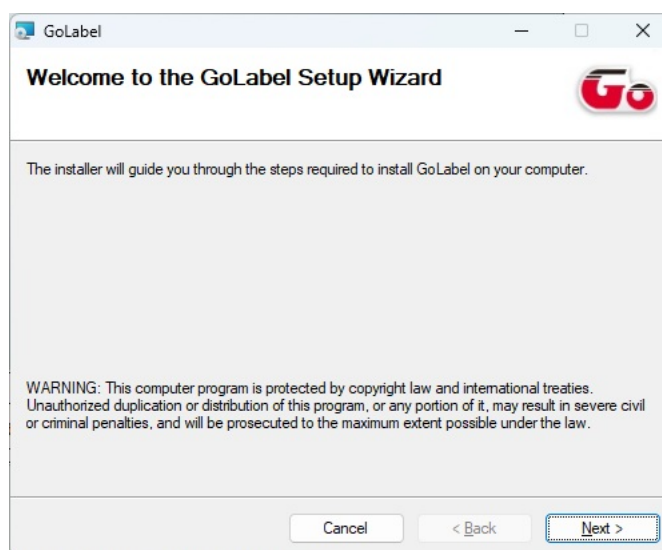 GoLabel
Welcome to the GoLabel Setup Wizard
Go
The installer will guide you through the steps required to install GoLabel on your computer.
WARNING: This computer program is protected by copyright law and international treaties.
Unauthorized duplication or distribution of this program, or any portion of it, may result in severe civil
or criminal penalties, and will be prosecuted to the maximum extent possible under the law.
Cancel
< Back
Next >